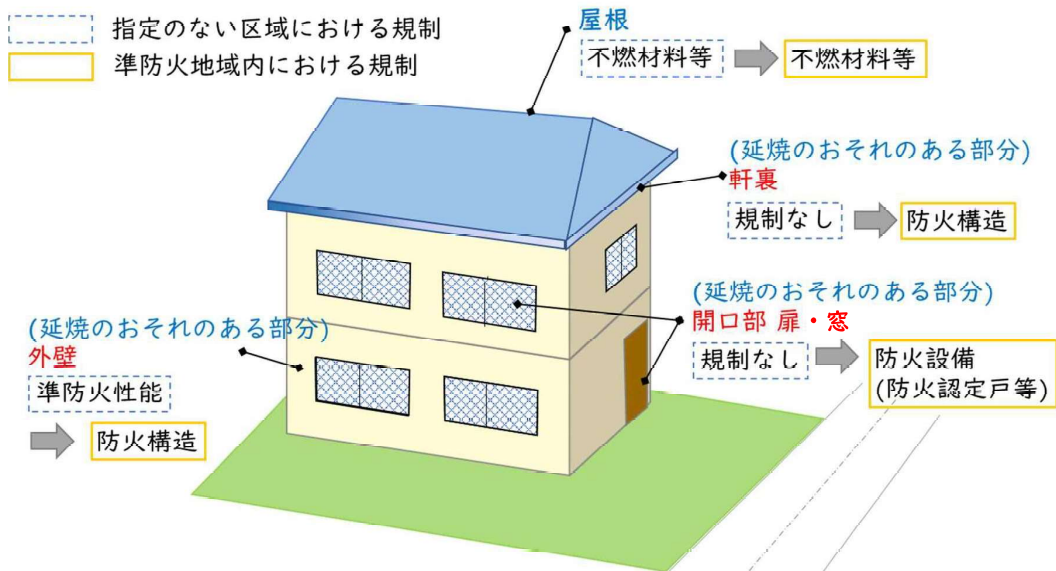 指定のない区域における規制
準防火地域内における規制
屋根
不燃材料等
不燃材料等
(延焼のおそれのある部分)
軒裏
規制なし
防火構造
(延焼のおそれのある部分)
開口部 扉・窓
規制なし
防火設備
(防火認定戸等)
(延焼のおそれのある部分)
外壁
準防火性能
防火構造